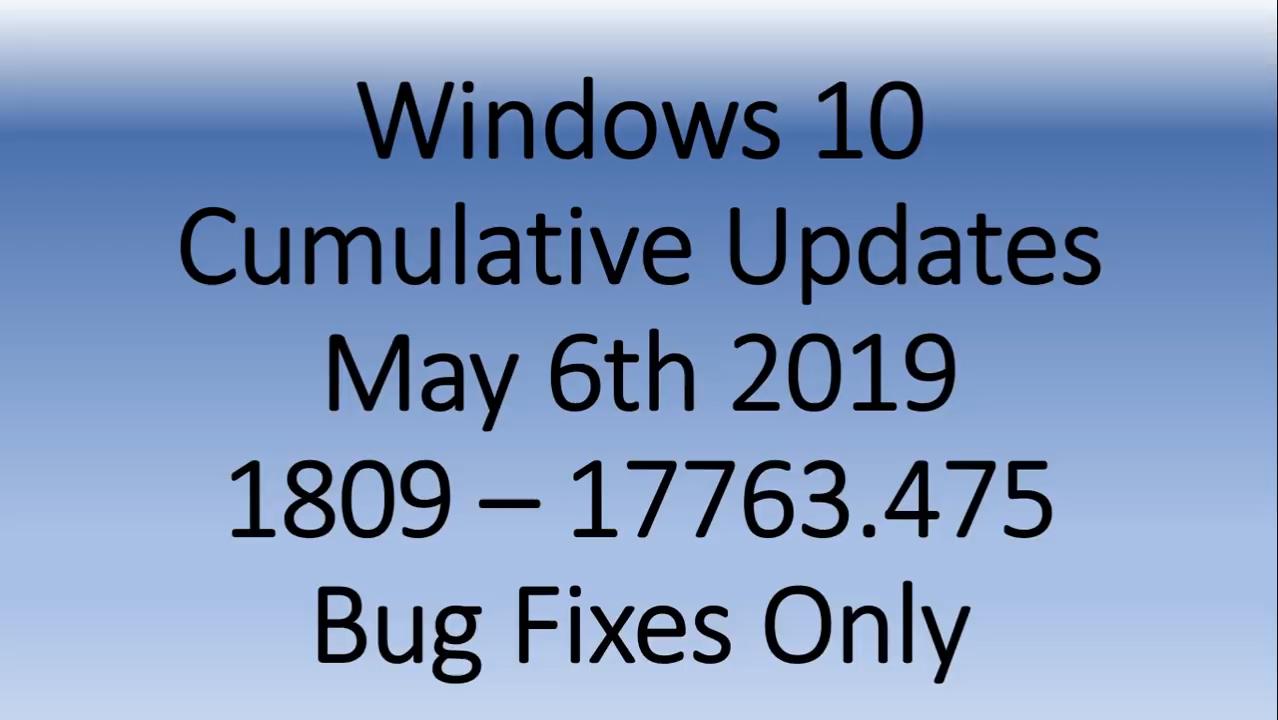 Windows 10
Cumulative Updates
May 6th 2019
1809 – 17763.475
Bug Fixes Only